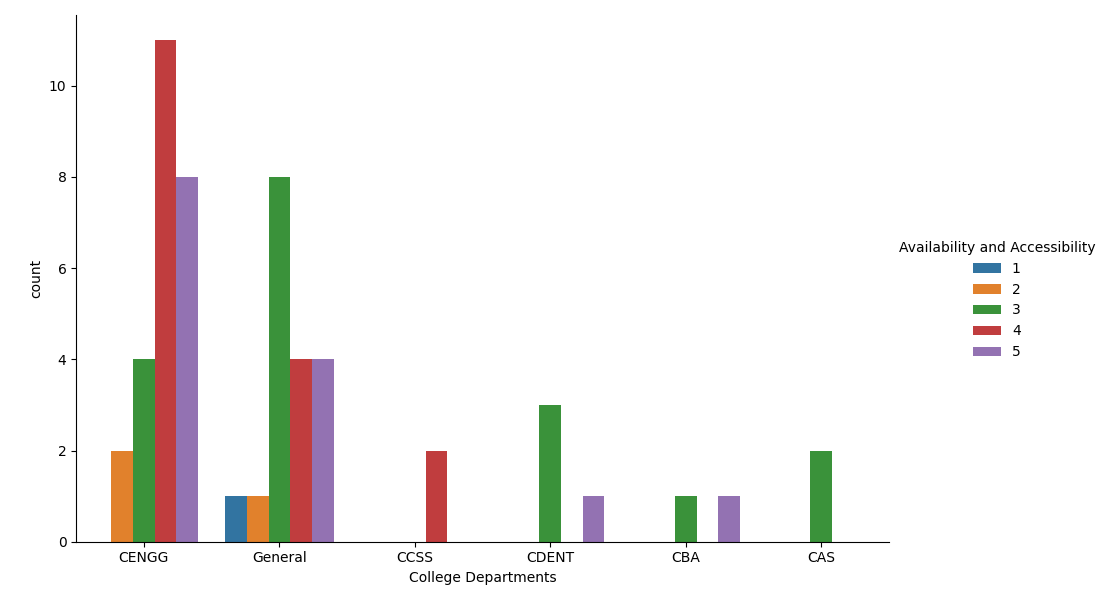 10
8
6
4
2
0
count
CENGG General CCSS CDENT CBA CAS
College Departments
Availability and Accessibility
1
2
3
4
5